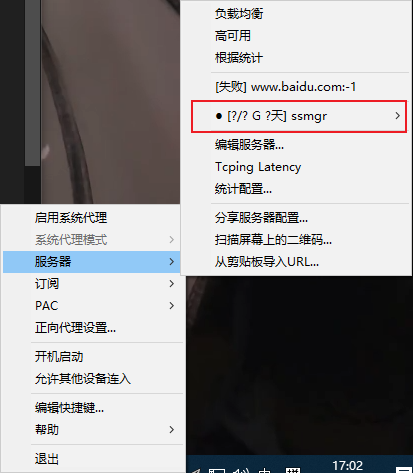 负载均衡
高可用
根据统计
[失败] www.baidu.com:-1
● [?/? G ?天] ssmgr
编辑服务器...
Tcping Latency
统计配置...
分享服务器配置...
扫描屏幕上的二维码...
从剪贴板导入URL...
启用系统代理
系统代理模式
服务器
订阅
PAC
正向代理设置...
开机启动
允许其他设备连入
编辑快捷键...
帮助
退出
中
17:02